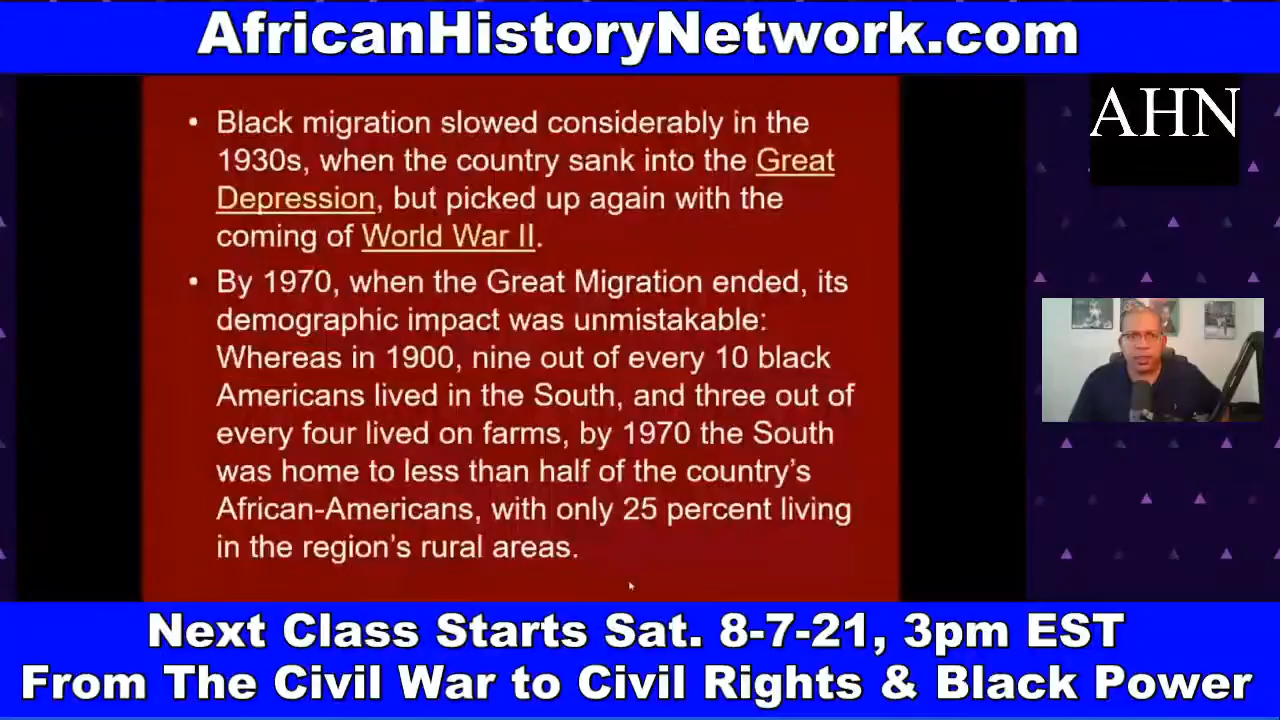 AfricanHistoryNetwork.com
AHN
• Black migration slowed considerably in the
1930s, when the country sank into the Great
Depression, but picked up again with the
coming of World War II.
• By 1970, when the Great Migration ended, its
demographic impact was unmistakable:
Whereas in 1900, nine out of every 10 black
Americans lived in the South, and three out of
every four lived on farms, by 1970 the South
was home to less than half of the country’s
African-Americans, with only 25 percent living
in the region’s rural areas.
Next Class Starts Sat. 8-7-21, 3pm EST
From The Civil War to Civil Rights & Black Power